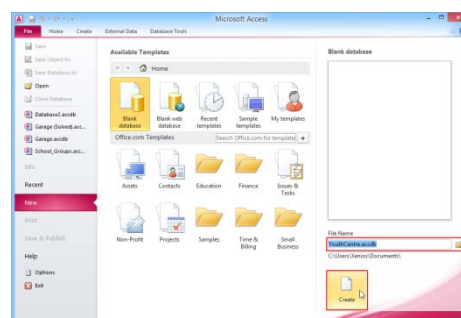 Microsoft Access
File Home Create External Data Database Tools
Save
Save Object As
Save Database As
Open
Close Database
Database2.accdb
Garage (Solved).acc...
Garage.accdb
School_Groups.acc...
Info
Recent
New
Print
Save & Publish
Help
Options
Exit
Available Templates
Home
Blank database
Blank web database
Recent templates
Sample templates
My templates
Office.com Templates
Search Office.com for templates
Assets
Contacts
Education
Finance
Issues & Tasks
Non-Profit
Projects
Samples
Time & Billing
Small Business
Blank database
File Name
YouthCentre.accdb
C:\Users\Xenios\Documents\
Create